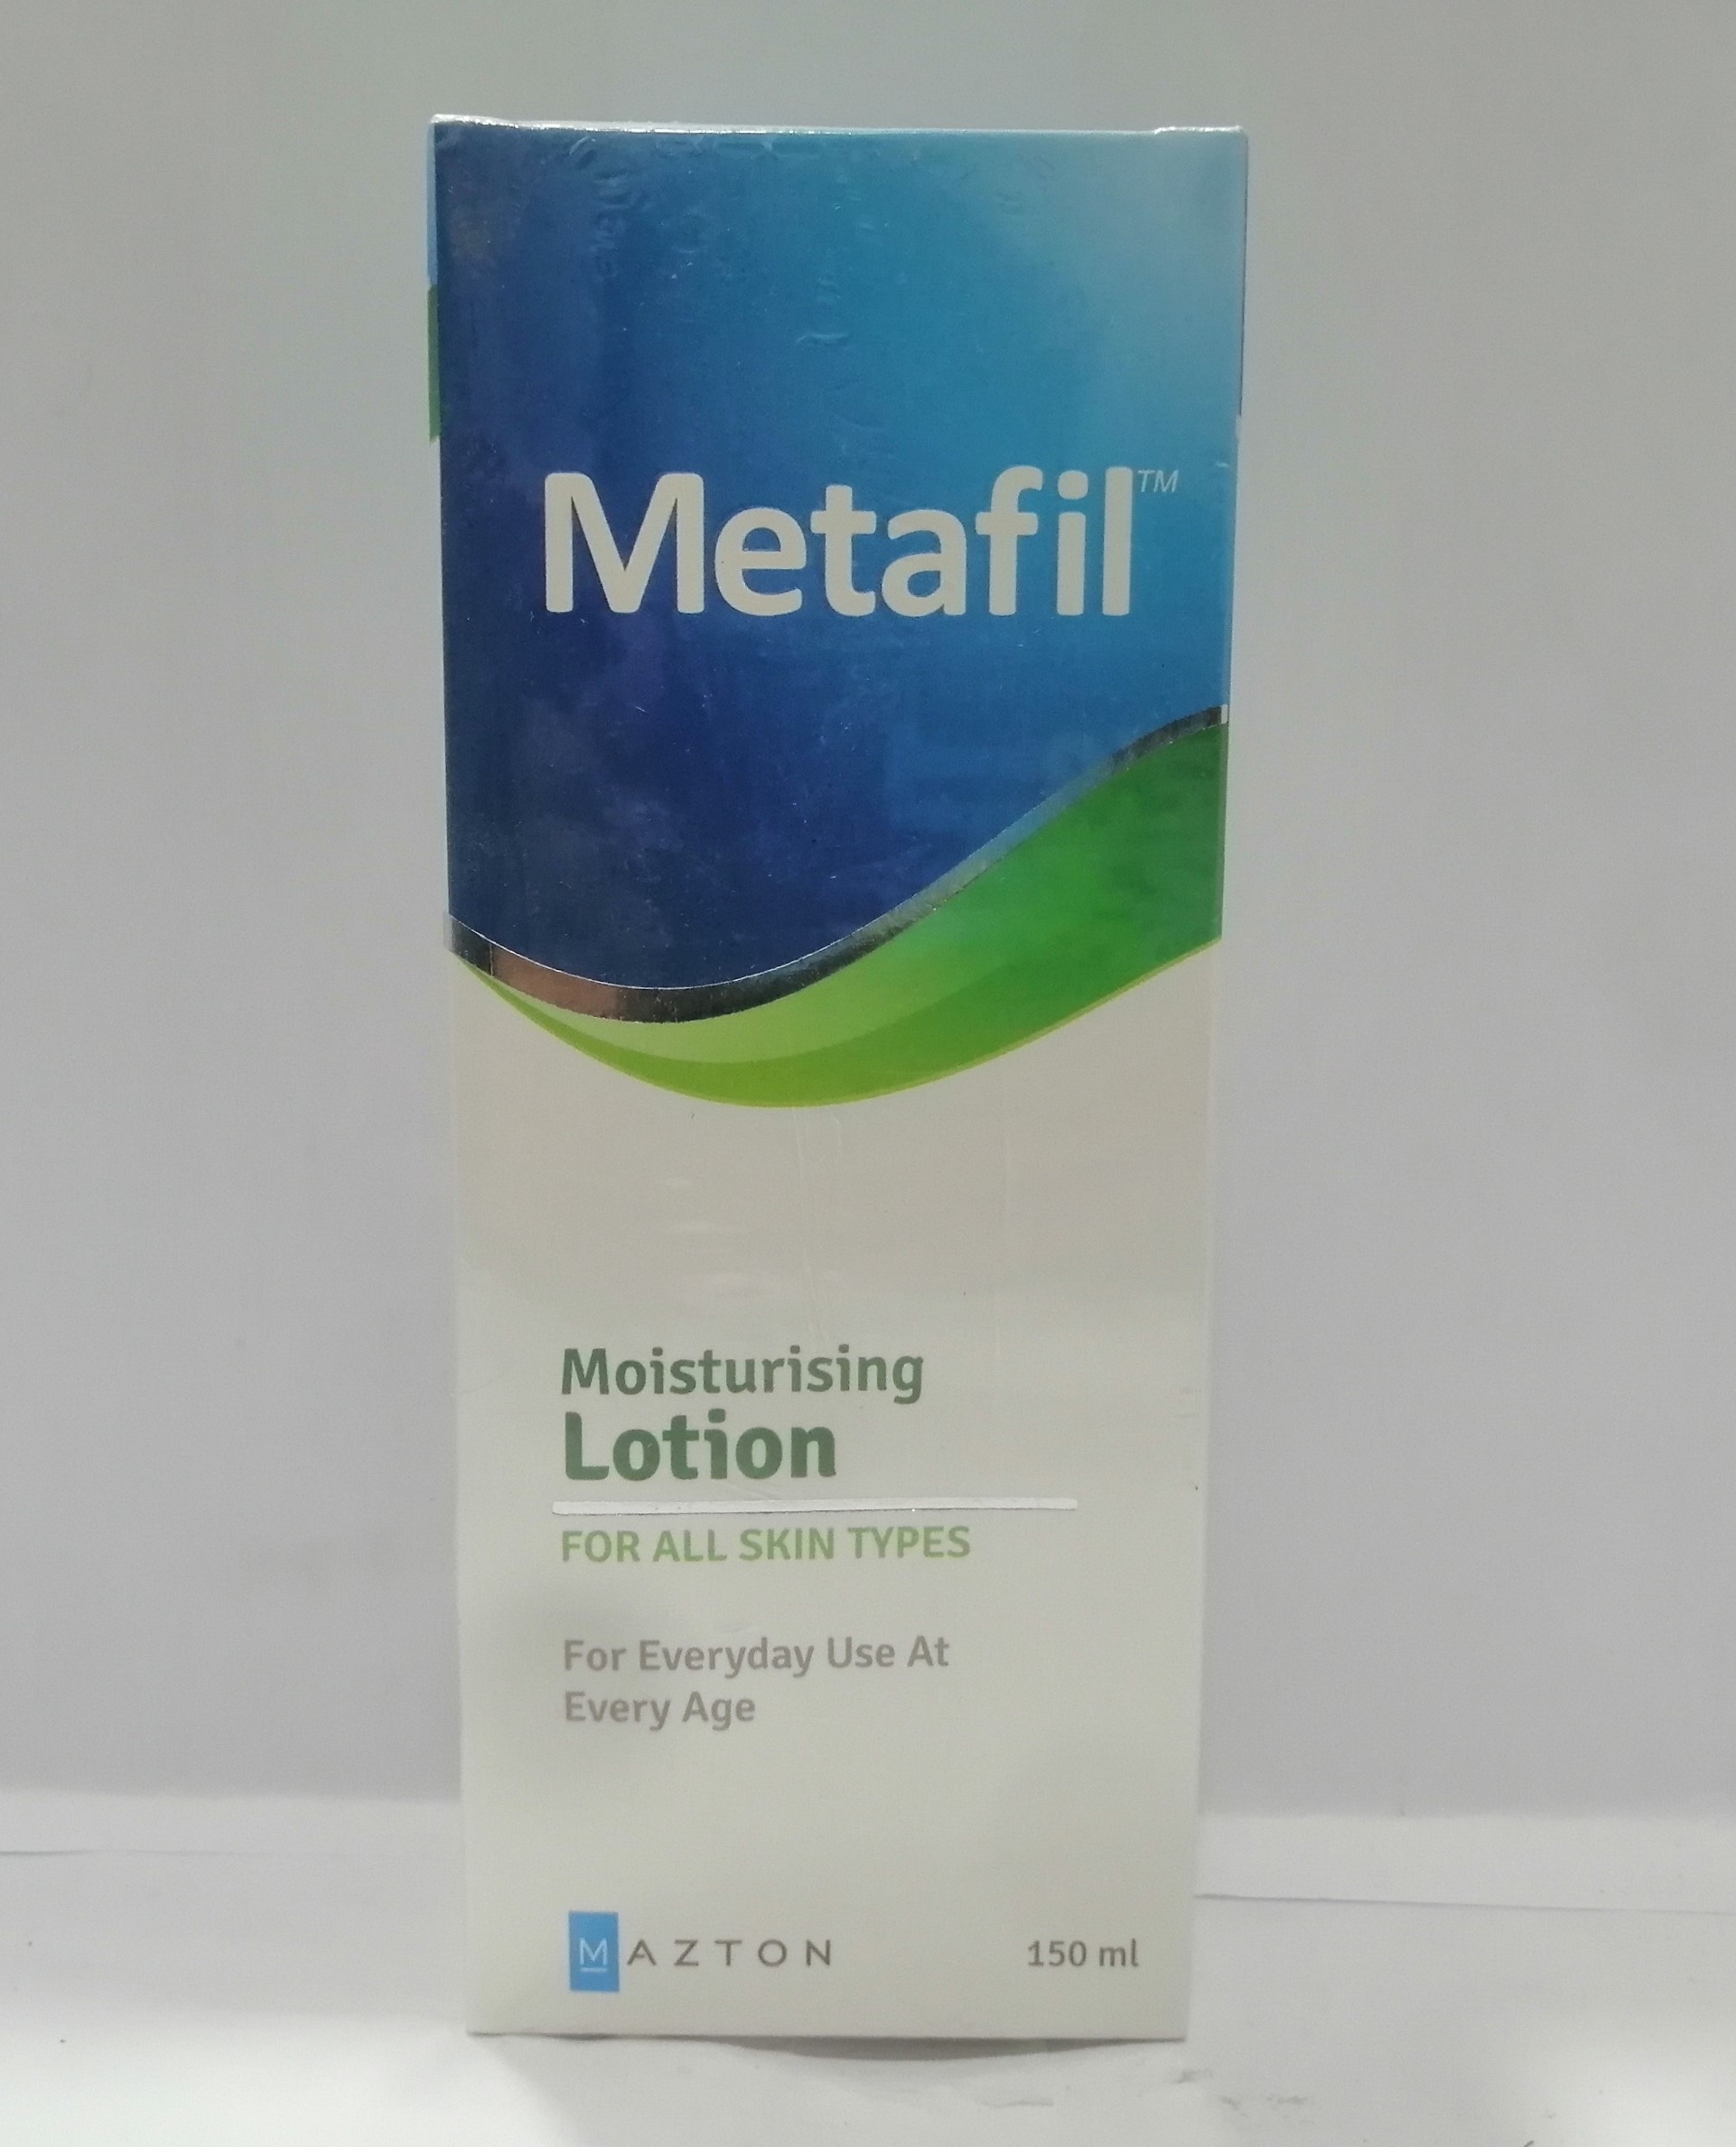 Metafil™
Moisturising
Lotion
FOR ALL SKIN TYPES
For Everyday Use At
Every Age
MAZTON
150 ml